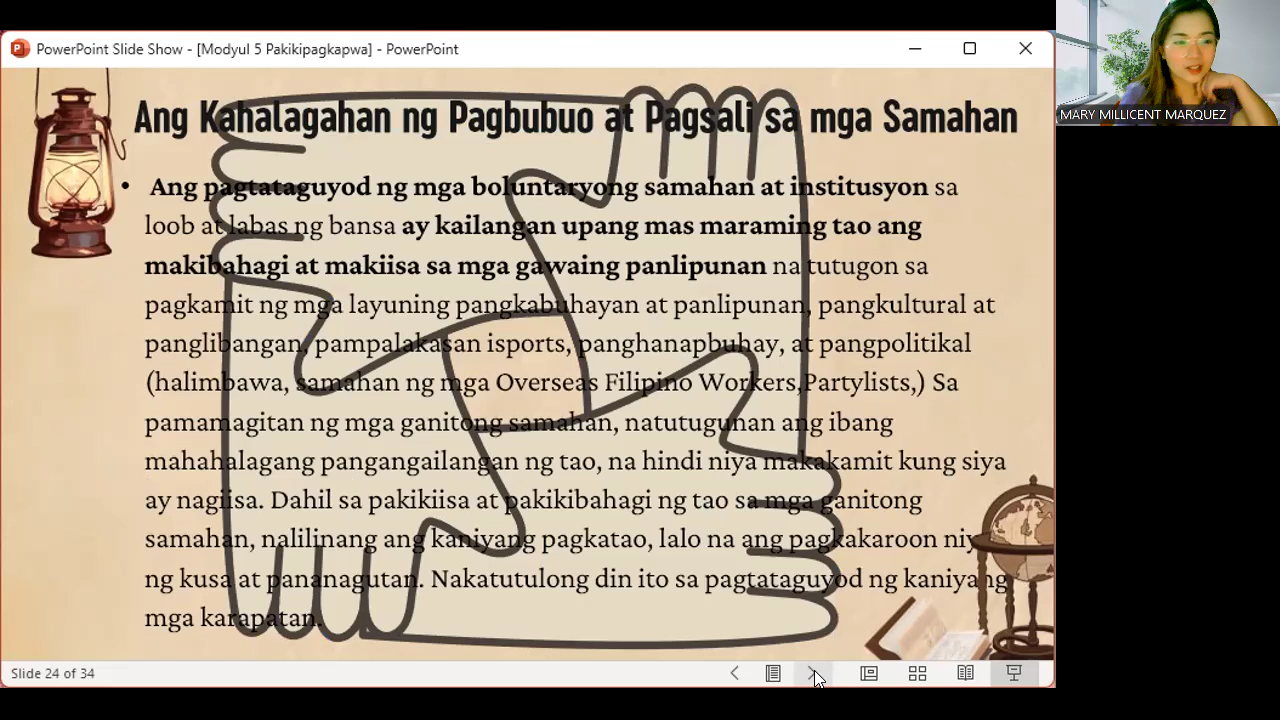 PowerPoint Slide Show - [Modyul 5 Pakikipagkapwa] - PowerPoint
MARY MILLICENT MARQUEZ
Ang Kahalagahan ng Pagbubuo at Pagsali sa mga Samahan
• Ang pagtataguyod ng mga boluntaryong samahan at institusyon sa
loob at labas ng bansa ay kailangan upang mas maraming tao ang
makibahagi at makiisa sa mga gawaing panlipunan na tutugon sa
pagkamit ng mga layuning pangkabuhayan at panlipunan, pangkultural at
panglibangan, pampalakasan isports, panghanapbuhay, at pangpolitikal
(halimbawa, samahan ng mga Overseas Filipino Workers,Partylists,) Sa
pamamagitan ng mga ganitong samahan, natutugunan ang ibang
mahahalagang pangangailangan ng tao, na hindi niya makakamit kung siya
ay nagiisa. Dahil sa pakikiisa at pakikibahagi ng tao sa mga ganitong
samahan, nalilinang ang kaniyang pagkatao, lalo na ang pagkakaroon niya
ng kusa at pananagutan. Nakatutulong din ito sa pagtataguyod ng kaniyang
mga karapatan.
Slide 24 of 34